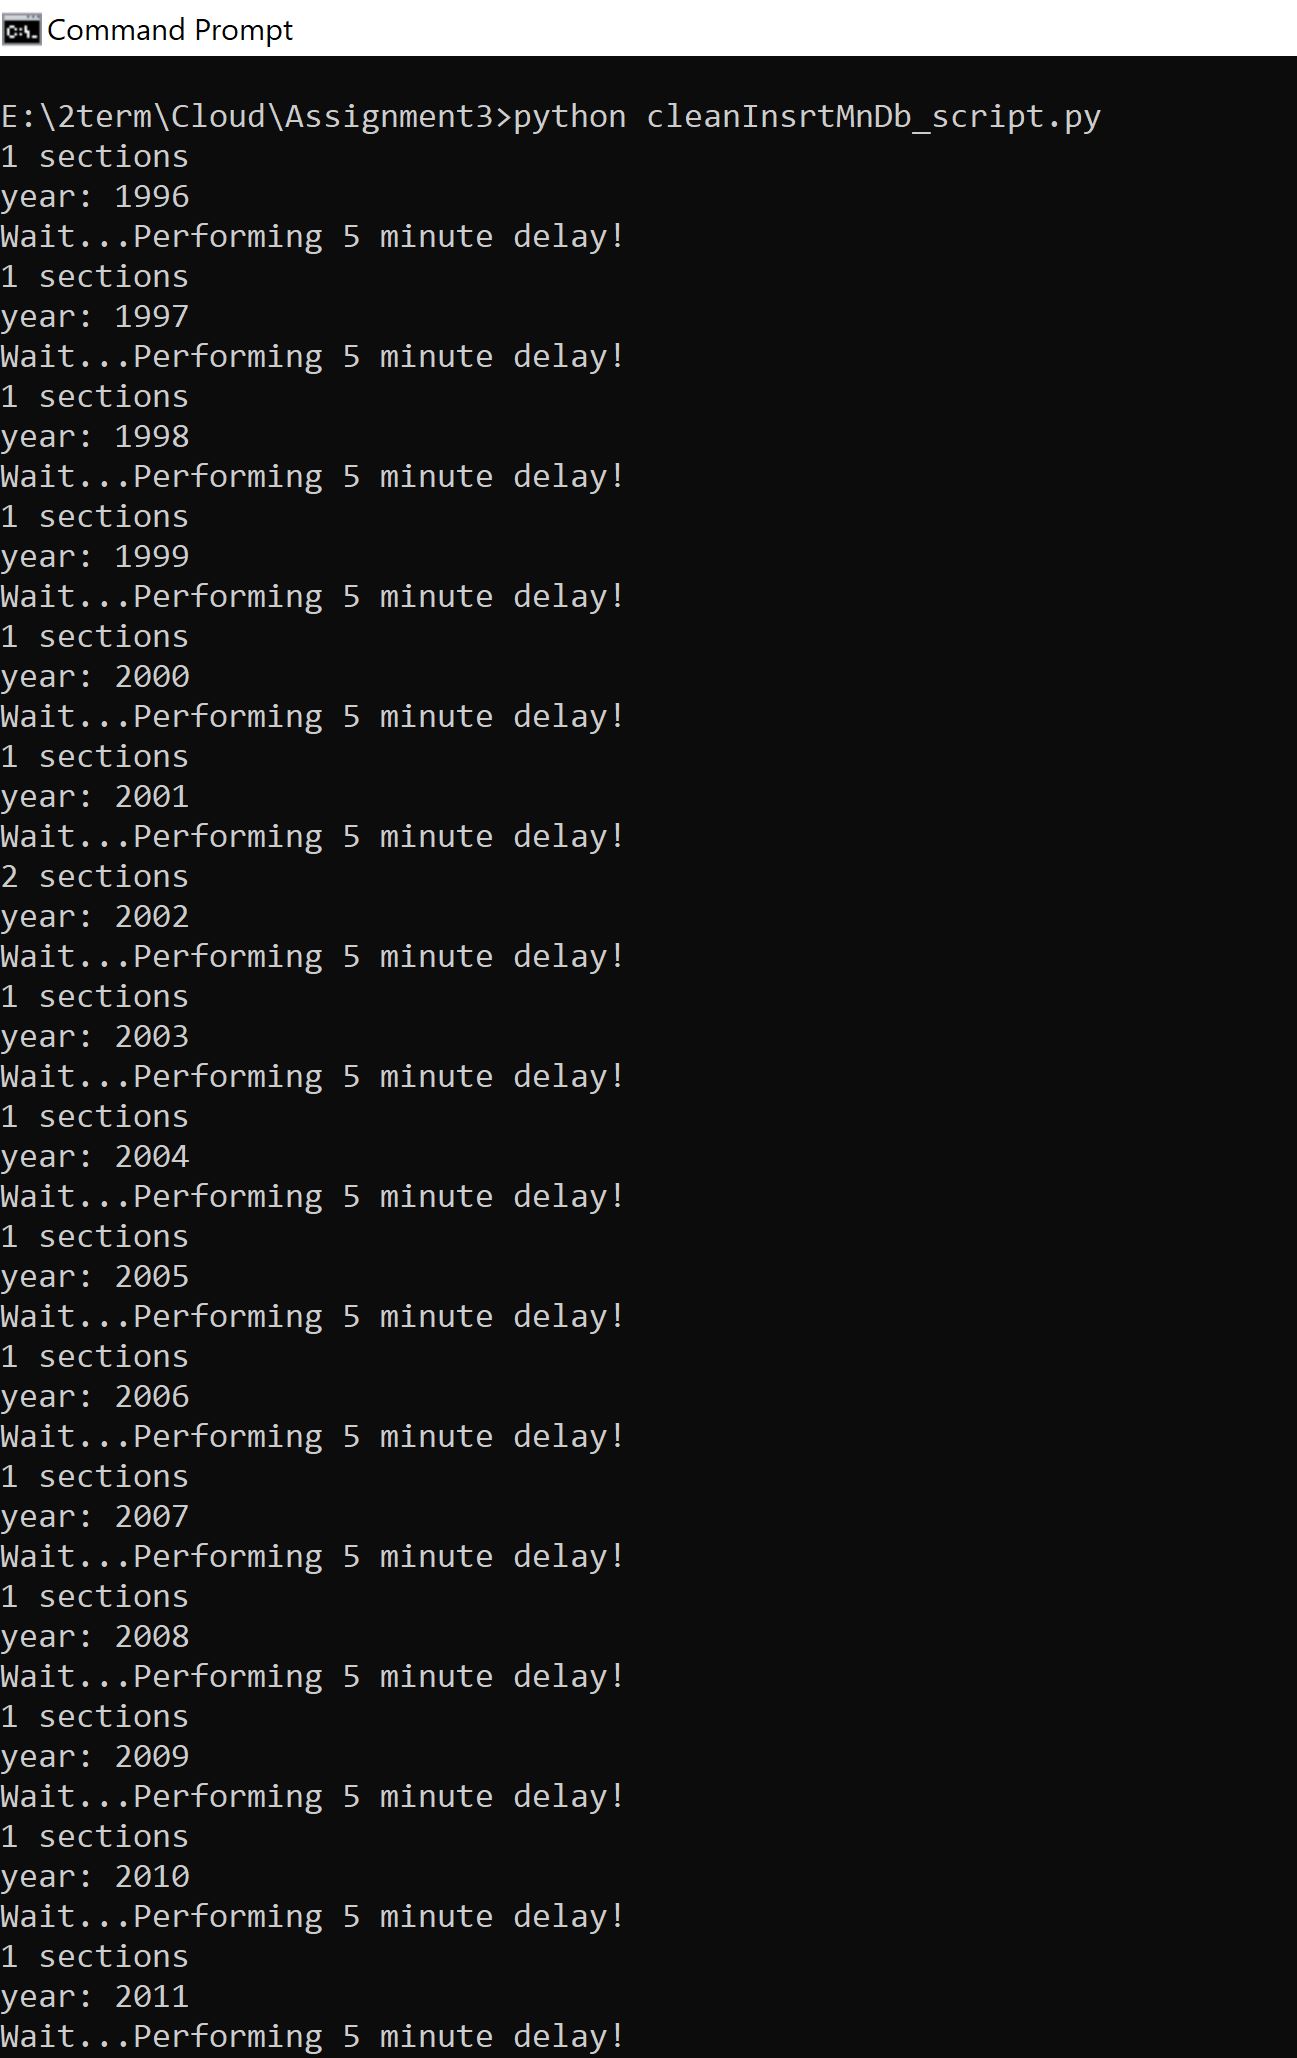 Command Prompt
E:\2term\Cloud\Assignment3>python cleanInsrtMnDb_script.py
1 sections
year: 1996
Wait...Performing 5 minute delay!
1 sections
year: 1997
Wait...Performing 5 minute delay!
1 sections
year: 1998
Wait...Performing 5 minute delay!
1 sections
year: 1999
Wait...Performing 5 minute delay!
1 sections
year: 2000
Wait...Performing 5 minute delay!
1 sections
year: 2001
Wait...Performing 5 minute delay!
2 sections
year: 2002
Wait...Performing 5 minute delay!
1 sections
year: 2003
Wait...Performing 5 minute delay!
1 sections
year: 2004
Wait...Performing 5 minute delay!
1 sections
year: 2005
Wait...Performing 5 minute delay!
1 sections
year: 2006
Wait...Performing 5 minute delay!
1 sections
year: 2007
Wait...Performing 5 minute delay!
1 sections
year: 2008
Wait...Performing 5 minute delay!
1 sections
year: 2009
Wait...Performing 5 minute delay!
1 sections
year: 2010
Wait...Performing 5 minute delay!
1 sections
year: 2011
Wait...Performing 5 minute delay!